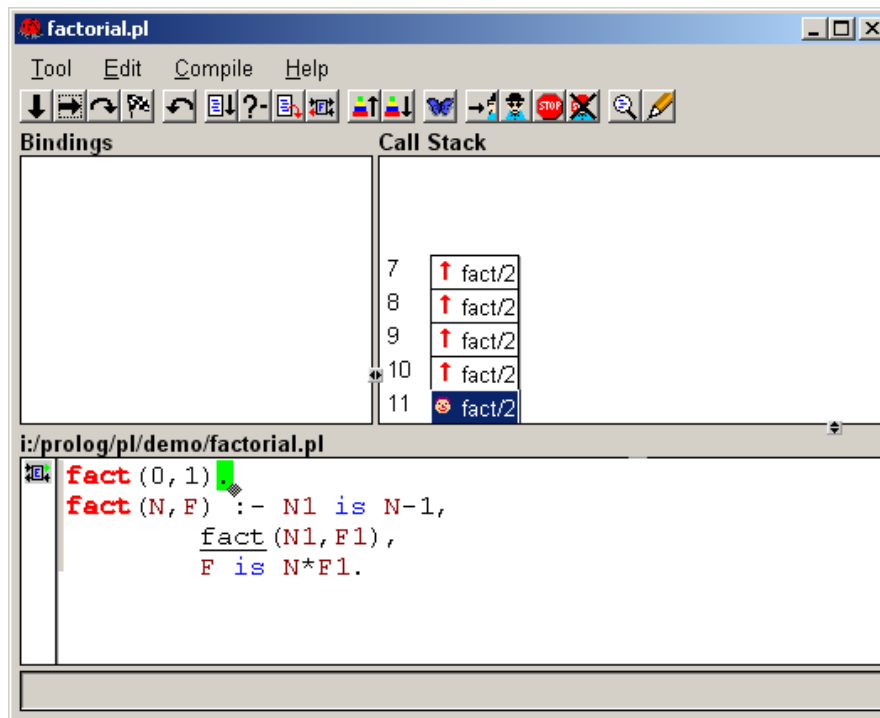 factorial.pl
Tool Edit Compile Help
?- STOP
Bindings Call Stack
7 fact/2
8 fact/2
9 fact/2
10 fact/2
11 fact/2
i:/prolog/pl/demo/factorial.pl
fact(0,1).
fact(N,F) :- N1 is N-1,
fact(N1,F1),
F is N*F1.